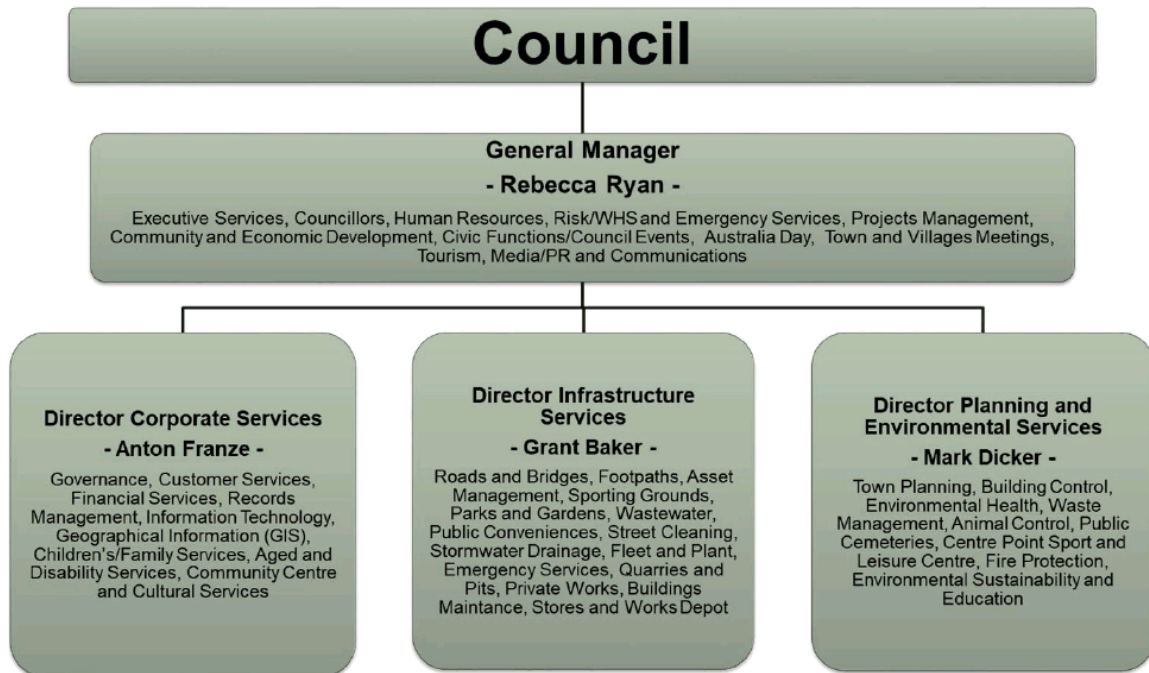 Council
General Manager
- Rebecca Ryan -
Executive Services, Councillors, Human Resources, Risk/WHS and Emergency Services, Projects Management,
Community and Economic Development, Civic Functions/Council Events, Australia Day, Town and Villages Meetings,
Tourism, Media/PR and Communications
Director Corporate Services
- Anton Franze -
Governance, Customer Services,
Financial Services, Records
Management, Information Technology,
Geographical Information (GIS),
Children's/Family Services, Aged and
Disability Services, Community Centre
and Cultural Services
Director Infrastructure
Services
- Grant Baker -
Roads and Bridges, Footpaths, Asset
Management, Sporting Grounds,
Parks and Gardens, Wastewater,
Public Conveniences, Street Cleaning,
Stormwater Drainage, Fleet and Plant,
Emergency Services, Quarries and
Pits, Private Works, Buildings
Maintance, Stores and Works Depot
Director Planning and
Environmental Services
- Mark Dicker -
Town Planning, Building Control,
Environmental Health, Waste
Management, Animal Control, Public
Cemeteries, Centre Point Sport and
Leisure Centre, Fire Protection,
Environmental Sustainability and
Education